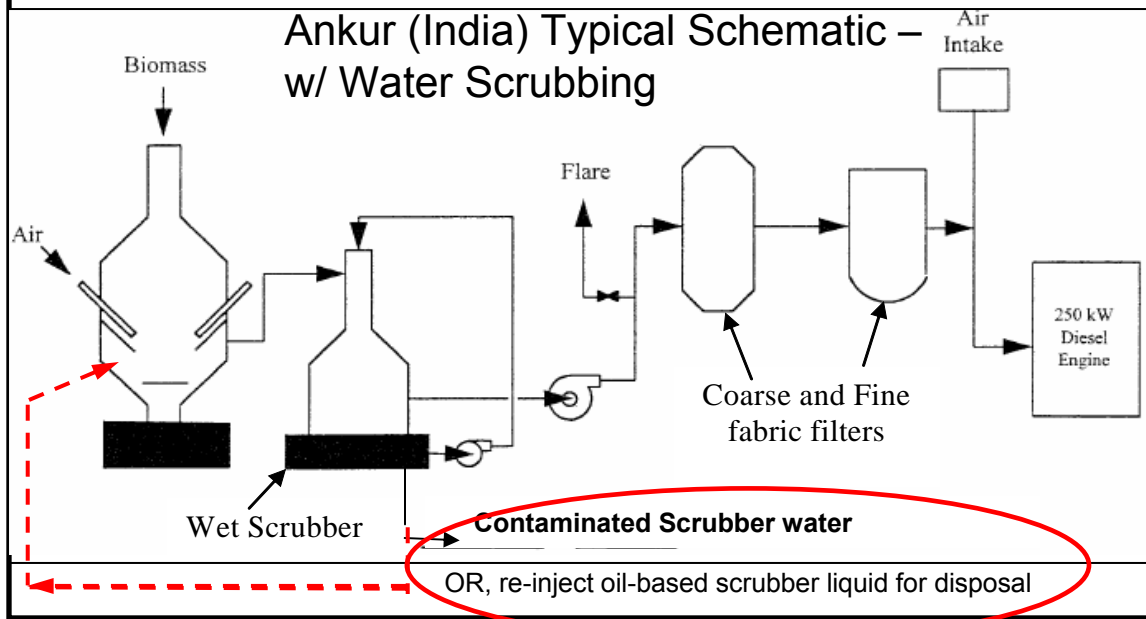 Ankur (India) Typical Schematic –
w/ Water Scrubbing
Air
Intake
Biomass
Flare
Air
250 kW
Diesel
Engine
Coarse and Fine
fabric filters
Wet Scrubber
Contaminated Scrubber water
OR, re-inject oil-based scrubber liquid for disposal